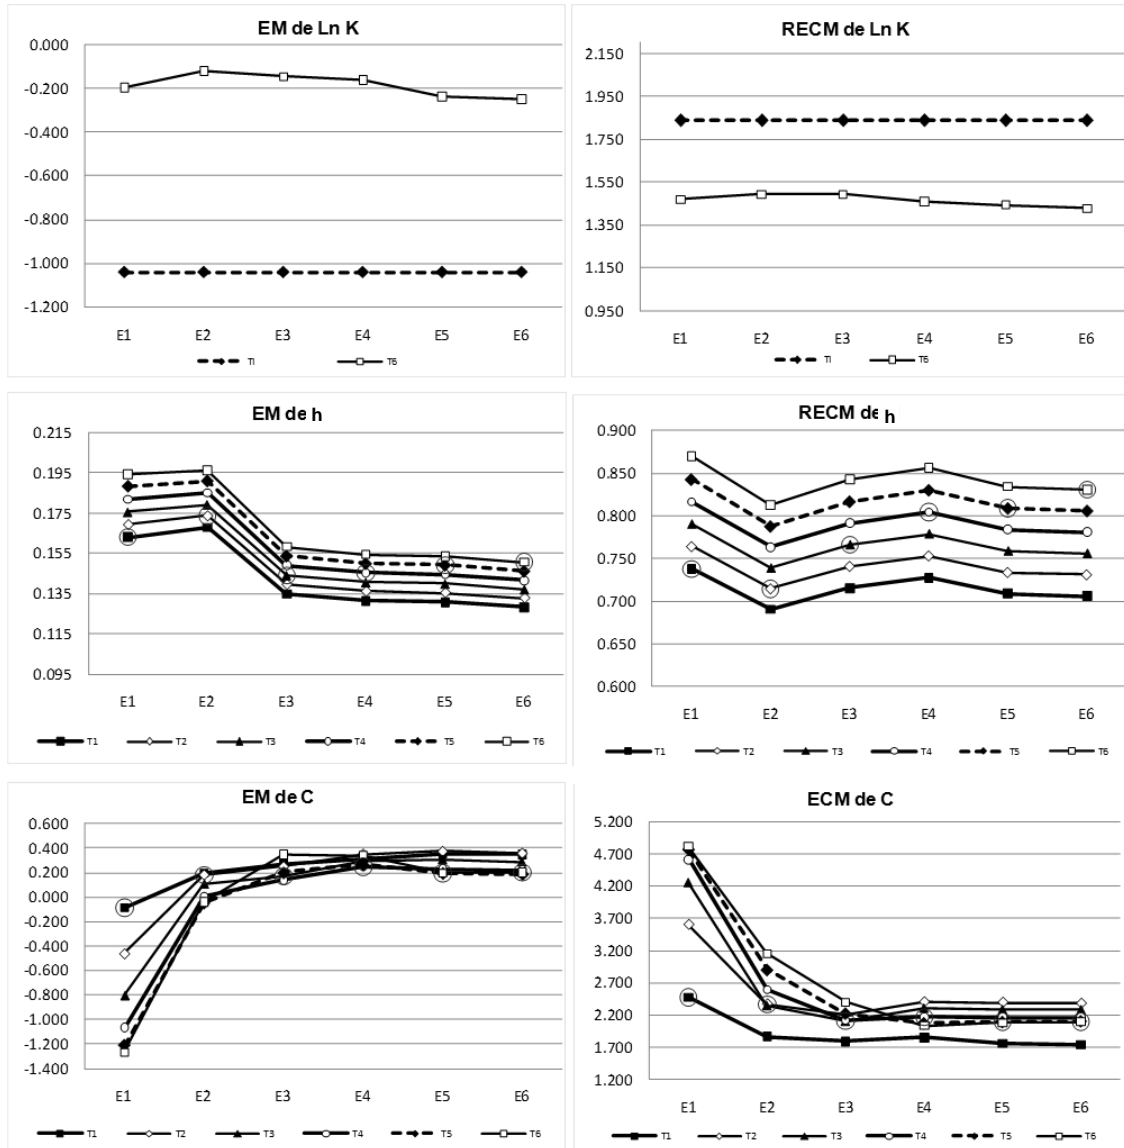 EM de Ln K
0.000
-0.200
-0.400
-0.600
-0.800
-1.000
-1.200
E1 E2 E3 E4 E5 E6
TI T6
RECM de Ln K
2.150
1.950
1.750
1.550
1.350
1.150
0.950
E1 E2 E3 E4 E5 E6
TI T6
EM de h
0.215
0.195
0.175
0.155
0.135
0.115
0.095
E1 E2 E3 E4 E5 E6
T1 T2 T3 T4 T5 T6
RECM de h
0.900
0.850
0.800
0.750
0.700
0.650
0.600
E1 E2 E3 E4 E5 E6
T1 T2 T3 T4 T5 T6
EM de C
0.600
0.400
0.200
0.000
-0.200
-0.400
-0.600
-0.800
-1.000
-1.200
-1.400
E1 E2 E3 E4 E5 E6
T1 T2 T3 T4 T5 T6
ECM de C
5.200
4.700
4.200
3.700
3.200
2.700
2.200
1.700
1.200
E1 E2 E3 E4 E5 E6
T1 T2 T3 T4 T5 T6